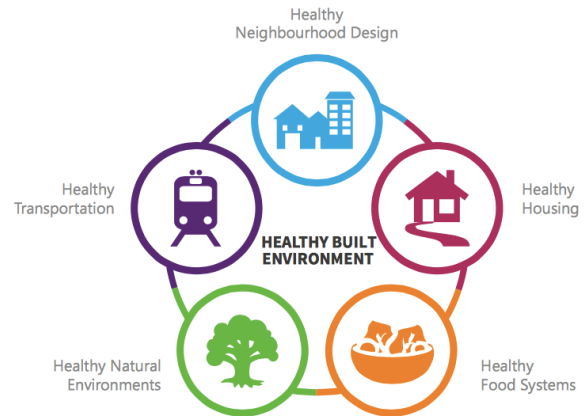 Healthy
Neighbourhood Design
Healthy
Transportation
Healthy
Housing
HEALTHY BUILT
ENVIRONMENT
Healthy Natural
Environments
Healthy
Food Systems